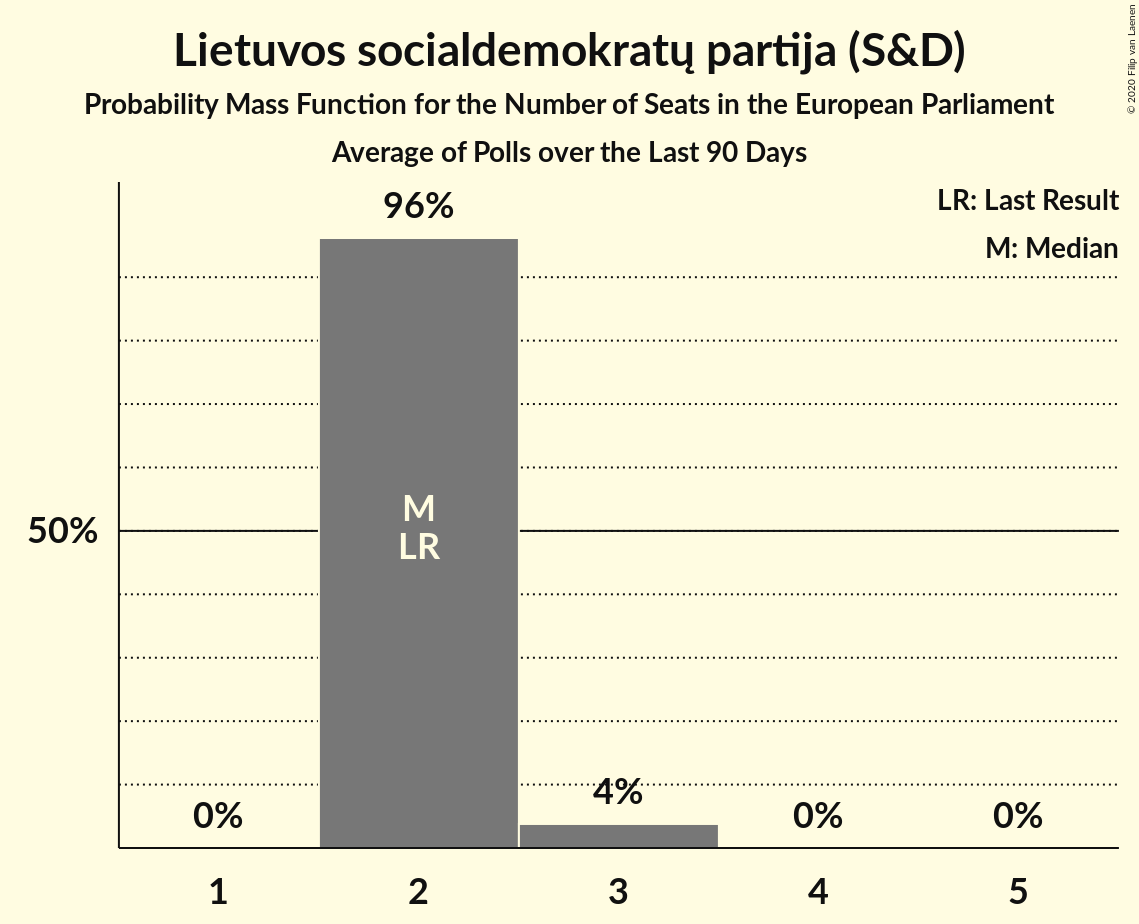 Lietuvos socialdemokratų partija (S&D)
Probability Mass Function for the Number of Seats in the European Parliament
Average of Polls over the Last 90 Days
© 2020 Filip van Laenen
LR: Last Result
M: Median
96%
M
LR
50%
0%
4%
0%
0%
1
2
3
4
5